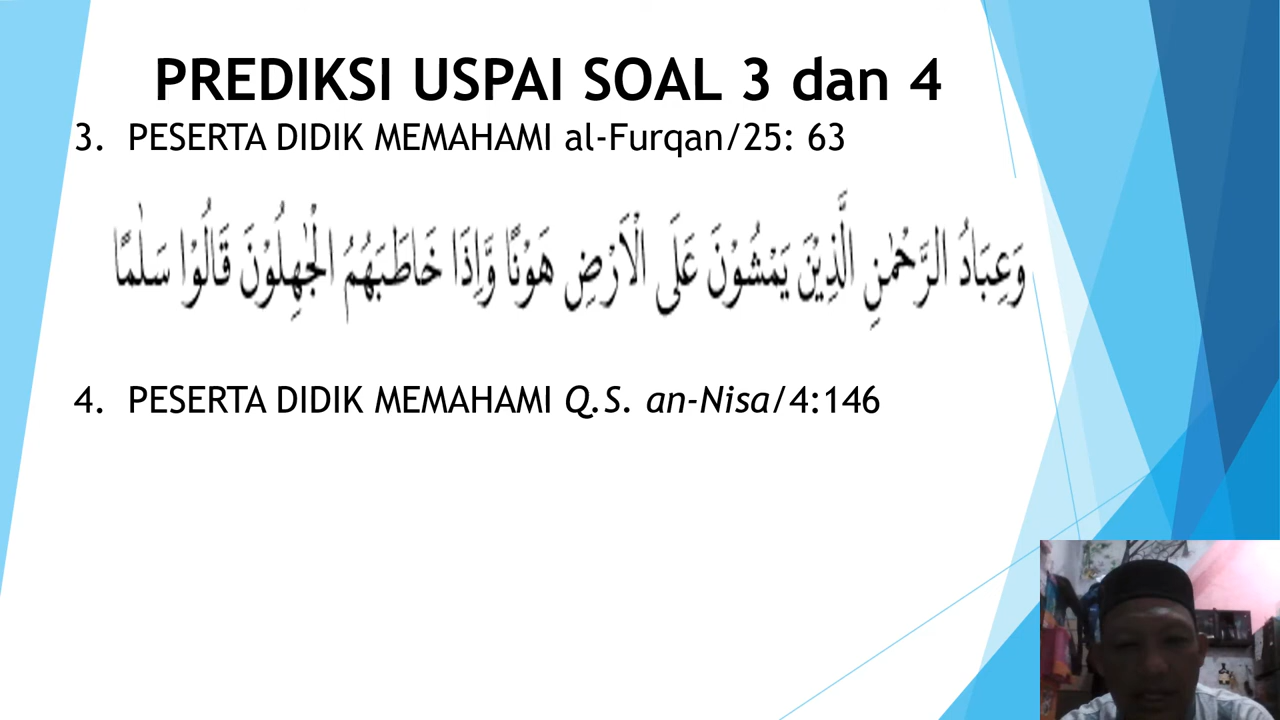 PREDIKSI USPAI SOAL 3 dan 4
3. PESERTA DIDIK MEMAHAMI al-Furqan/25: 63
وَعِبَادُ الرَّحْمٰنِ الَّذِيْنَ يَمْشُوْنَ عَلَى الْاَرْضِ هَوْنًا وَّاِذَا خَاطَبَهُمُ الْجٰهِلُوْنَ قَالُوْا سَلٰمًا
4. PESERTA DIDIK MEMAHAMI Q.S. an-Nisa/4:146